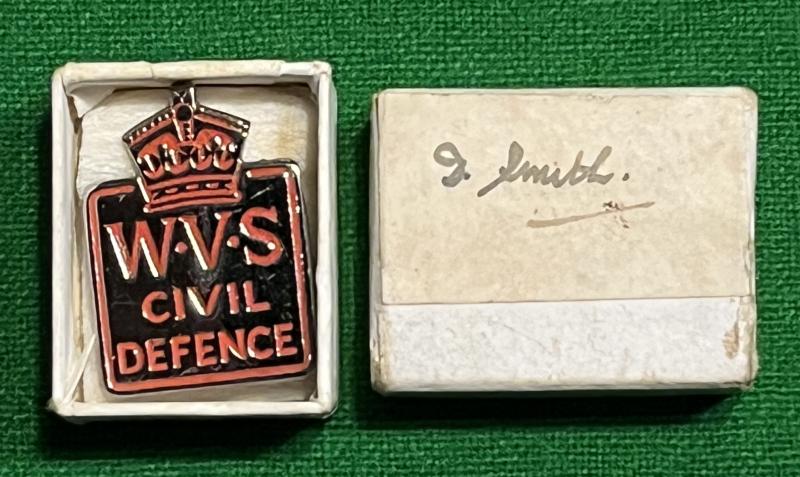 W·V·S
CIVIL
DEFENCE
D. Smith.